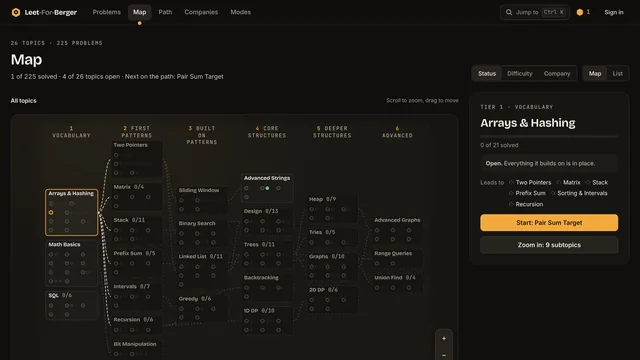 Leet-For-Berger
Problems
Map
Path
Companies
Modes
Jump to
Ctrl K
1
Sign in
26 TOPICS · 225 PROBLEMS
Map
1 of 225 solved · 4 of 26 topics open · Next on the path: Pair Sum Target
Status
Difficulty
Company
Map
List
All topics
Scroll to zoom, drag to move
1
VOCABULARY
2 FIRST
PATTERNS
3 BUILT
ON
PATTERNS
4 CORE
STRUCTURES
5 DEEPER
STRUCTURES
6
ADVANCED
Arrays & Hashing
Math Basics
SQL 0/6
Two Pointers
Matrix 0/4
Stack 0/11
Prefix Sum 0/5
Intervals 0/7
Recursion 0/6
Bit Manipulation
Sliding Window
Binary Search
Linked List 0/11
Greedy 0/6
Advanced Strings
Design 0/13
Trees 0/11
Backtracking
1D DP 0/10
Heap 0/9
Tries 0/5
Graphs 0/10
2D DP 0/6
Advanced Graphs
Range Queries
Union Find 0/4
+
−
TIER 1 · VOCABULARY
Arrays & Hashing
0 of 21 solved
Open. Everything it builds on is in place.
Leads to Two Pointers Matrix Stack
Prefix Sum Sorting & Intervals
Recursion
Start: Pair Sum Target
Zoom in: 9 subtopics